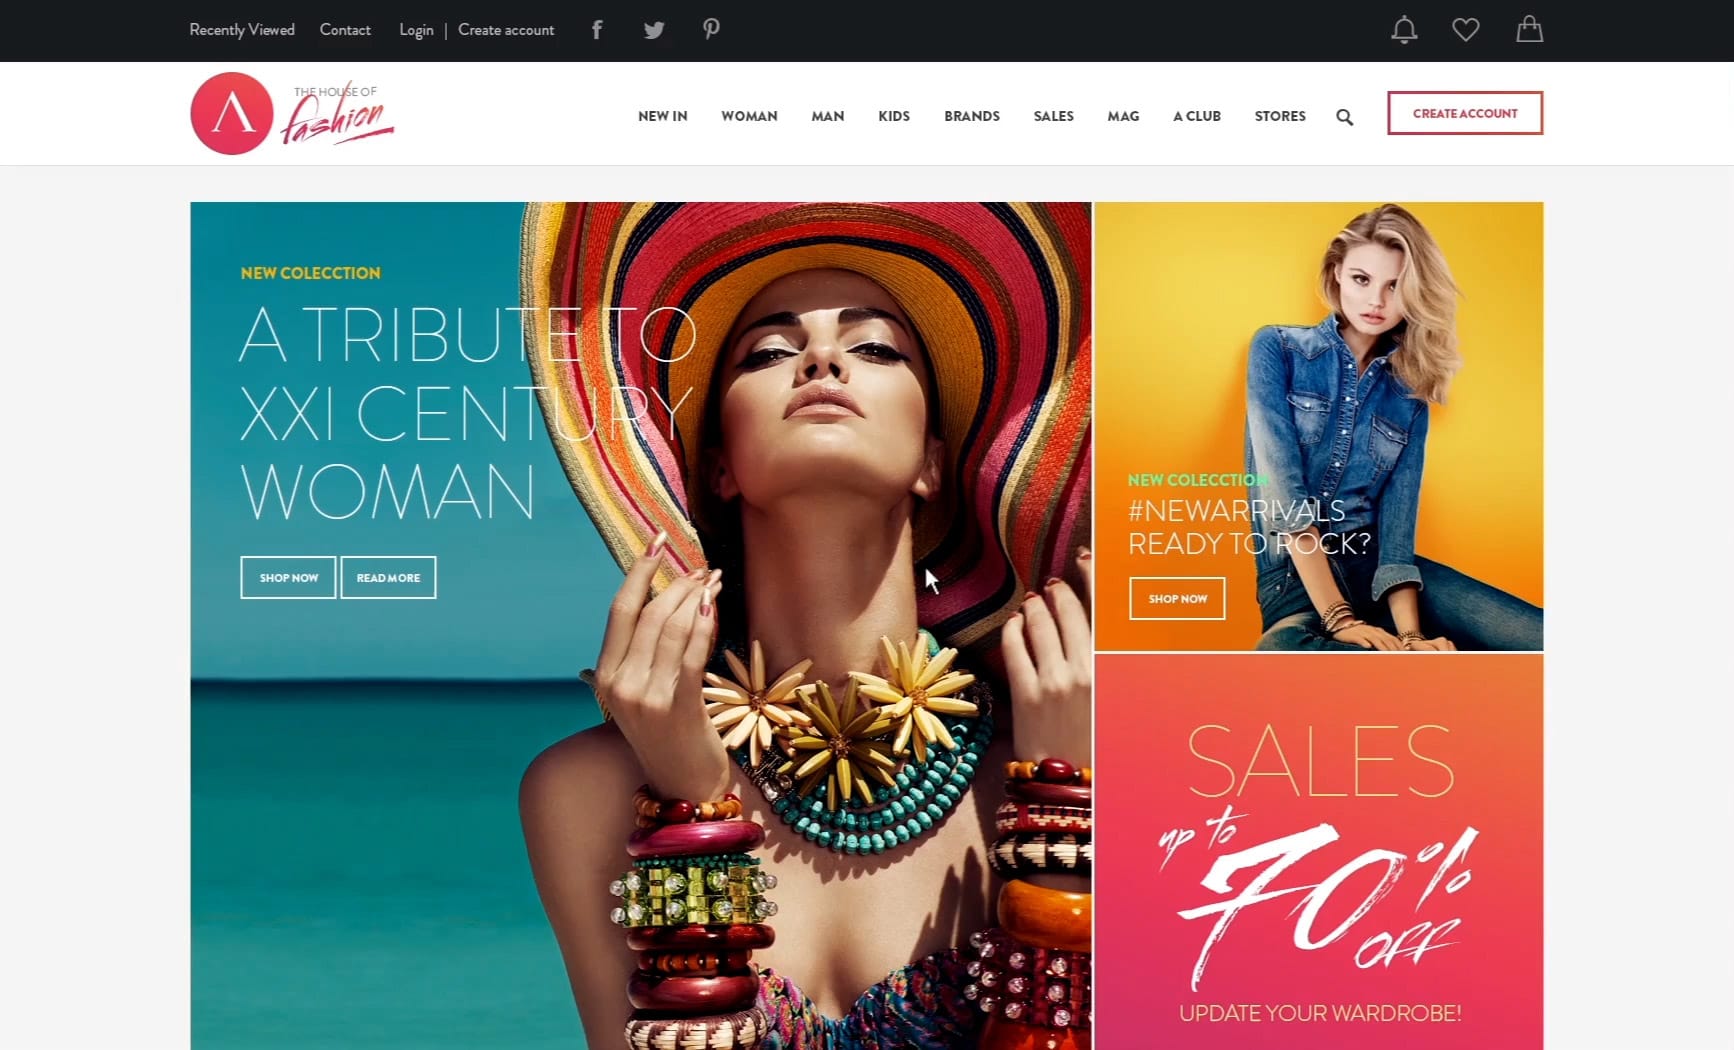 Recently Viewed Contact Login | Create account
THE HOUSE OF
fashion
NEW IN WOMAN MAN KIDS BRANDS SALES MAG A CLUB STORES CREATE ACCOUNT
NEW COLECCTION
A TRIBUTE TO
XXI CENTURY
WOMAN
SHOP NOW READ MORE
NEW COLECCTION
#NEWARRIVALS
READY TO ROCK?
SHOP NOW
SALES
up to
70%
OFF
UPDATE YOUR WARDROBE!